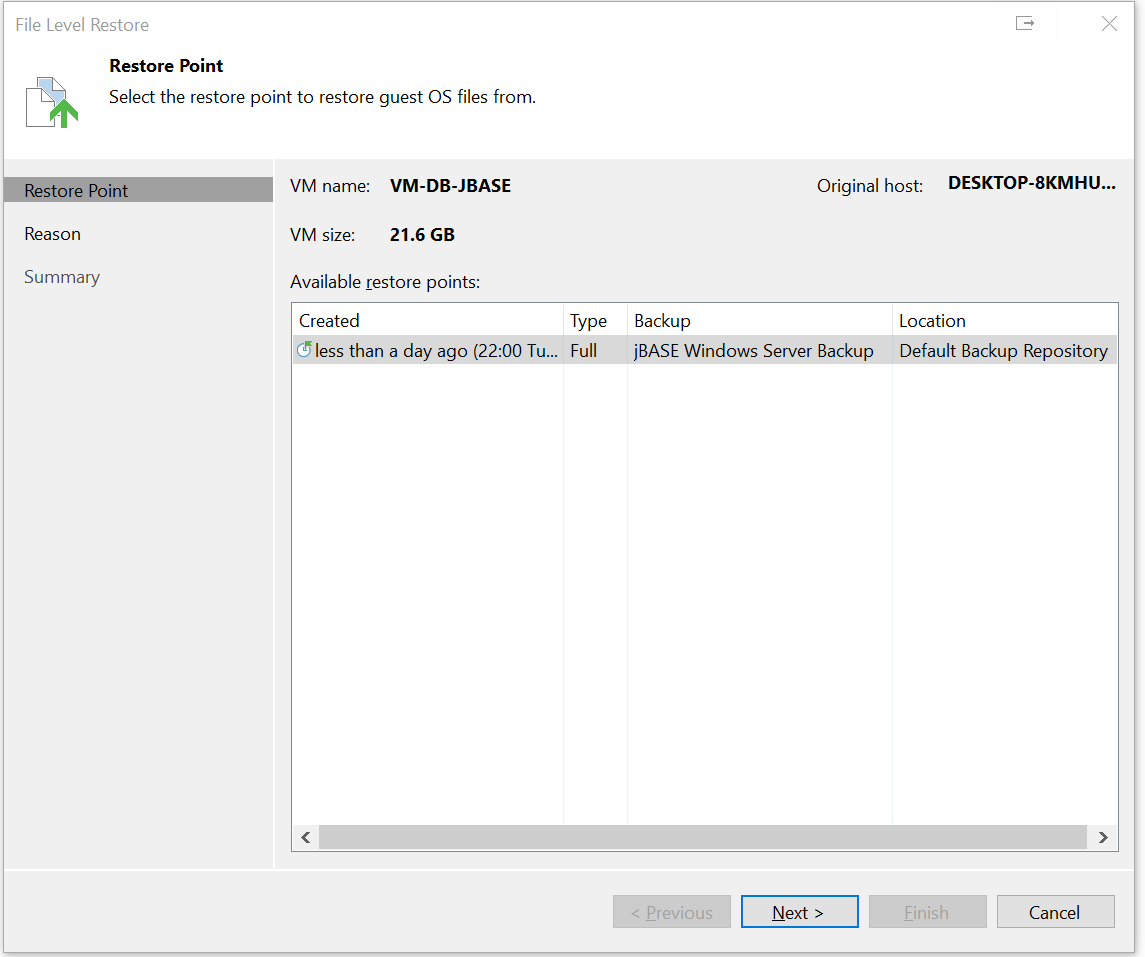 File Level Restore
Restore Point
Select the restore point to restore guest OS files from.
Restore Point
Reason
Summary
VM name: VM-DB-JBASE Original host: DESKTOP-8KMHU...
VM size: 21.6 GB
Available restore points:
Created Type Backup Location
less than a day ago (22:00 Tu... Full jBASE Windows Server Backup Default Backup Repository
< Previous Next > Finish Cancel